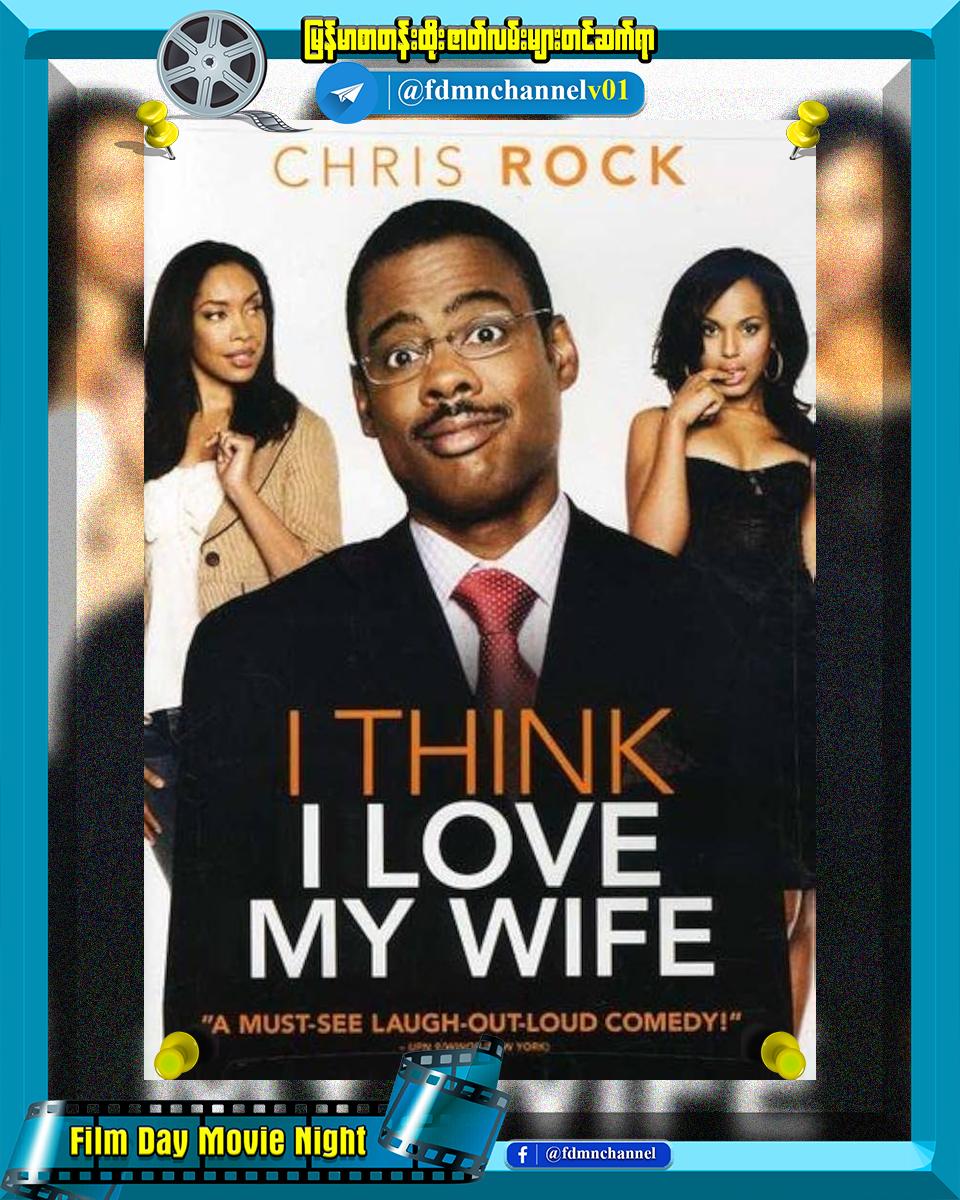 မြန်မာစာတန်းထိုးဇာတ်လမ်းများတင်ဆက်ရာ
@fdmnchannelv01
CHRIS ROCK
I THINK
I LOVE
MY WIFE
"A MUST-SEE LAUGH-OUT-LOUD COMEDY!"
Film Day Movie Night
@fdmnchannel